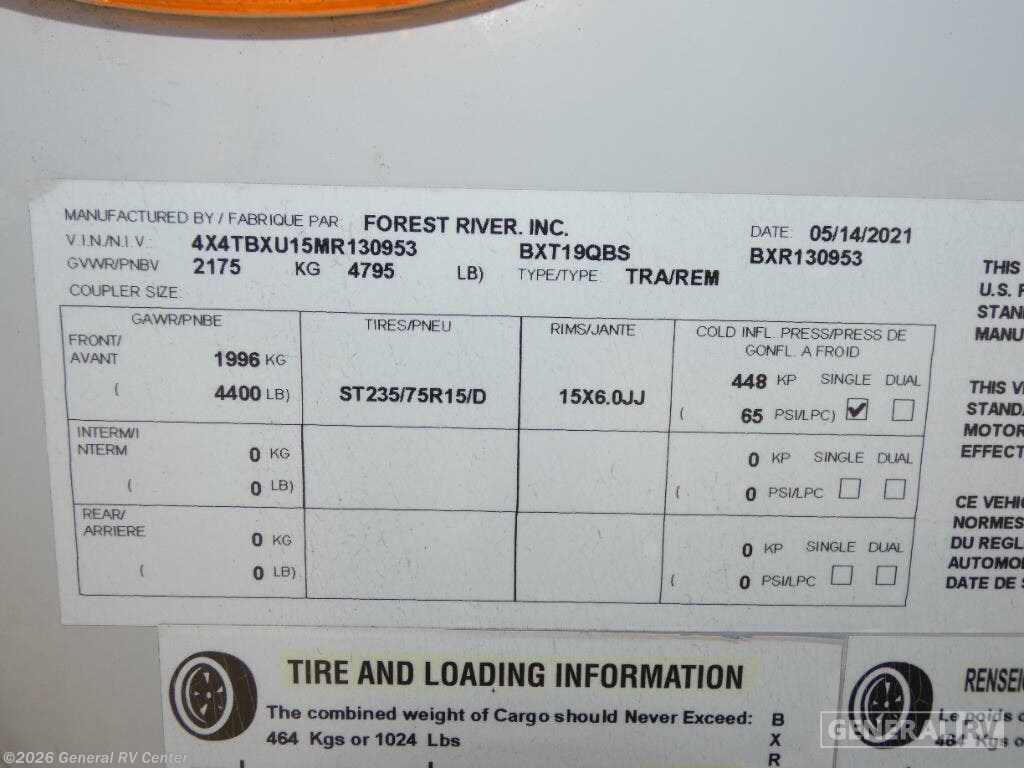 MANUFACTURED BY / FABRIQUE PAR: FOREST RIVER. INC. DATE: 05/14/2021
V.I.N./N.I.V.: 4X4TBXU15MR130953 BXT19QBS BXR130953
GVWR/PNBV 2175 KG 4795 LB) TYPE/TYPE: TRA/REM
COUPLER SIZE:
GAWR/PNBE TIRES/PNEU RIMS/JANTE COLD INFL. PRESS/PRESS DE GONFL. A FROID
FRONT/
AVANT 1996 KG 448 KP SINGLE DUAL
( 4400 LB) ST235/75R15/D 15X6.0JJ ( 65 PSI/LPC)
INTERM/I
NTERM 0 KG 0 KP SINGLE DUAL
( 0 LB) ( 0 PSI/LPC
REAR/
ARRIERE 0 KG 0 KP SINGLE DUAL
( 0 LB) ( 0 PSI/LPC
THIS
U.S. F
STAN
MANU
THIS V
STANDA
MOTOR
EFFECT
CE VEHI
NORMES
DU REGL
AUTOMO
DATE DE S
TIRE AND LOADING INFORMATION
The combined weight of Cargo should Never Exceed:
464 Kgs or 1024 Lbs
B
X
R
RENSEI
Le poids
464 Kgs o
GENERAL RV
©2026 General RV Center